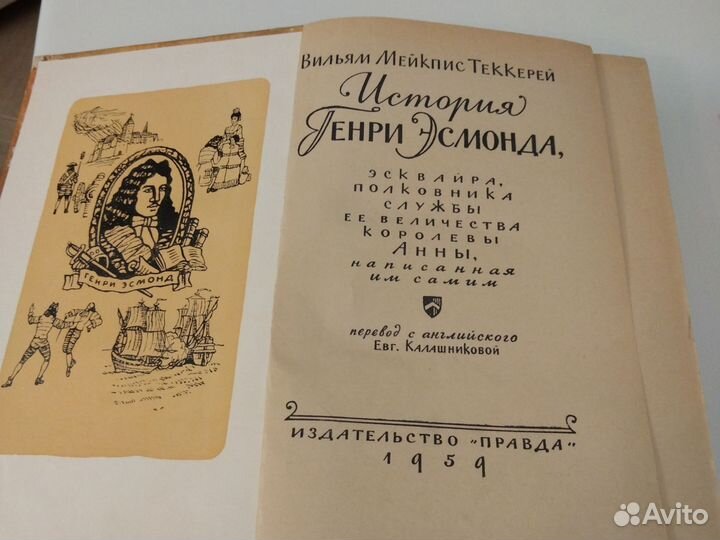 ГЕНРИ ЭСМОНД
Вильям Мейкпис Теккерей
История
Генри Эсмонда,
эсквайра,
полковника
службы
ее величества
королевы
Анны,
написанная
им самим
перевод с английского
Евг. Калашниковой
ИЗДАТЕЛЬСТВО "ПРАВДА"
1959
Avito